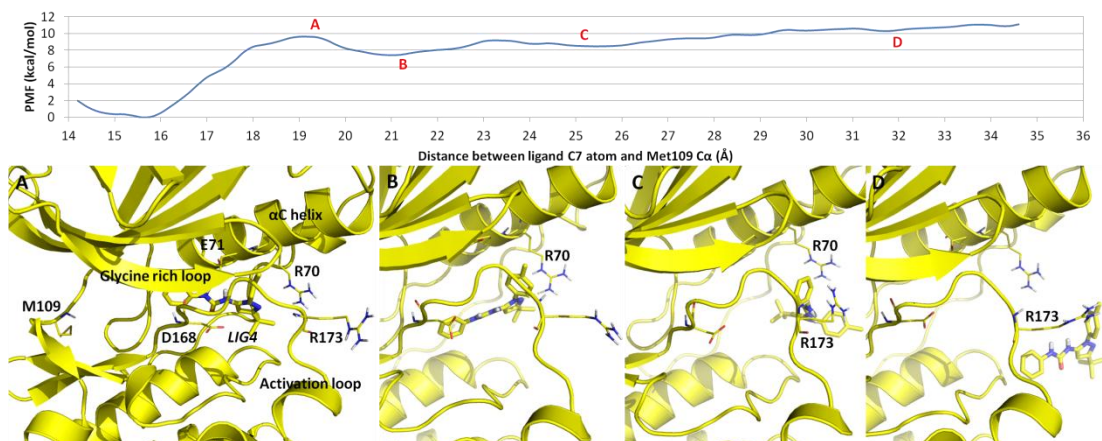 12
10
8
6
4
2
0
PMF (kcal/mol)
A
B
C
D
14 15 16 17 18 19 20 21 22 23 24 25 26 27 28 29 30 31 32 33 34 35 36
Distance between ligand C7 atom and Met109 Cα (Å)
A
αC helix
E71
Glycine rich loop
R70
M109
D168
LIG4
R173
Activation loop
B
R70
C
R70
R173
D
R173